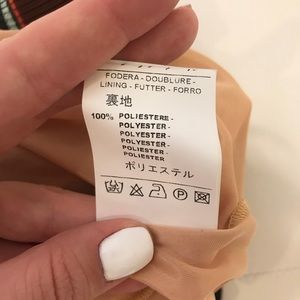 FODERA - DOUBLURE -
LINING - FUTTER - FORRO
裏地
100% POLIESTERE -
POLYESTER -
POLYESTER -
POLYESTER -
POLIESTER -
POLIESTER
ポリエステル
P